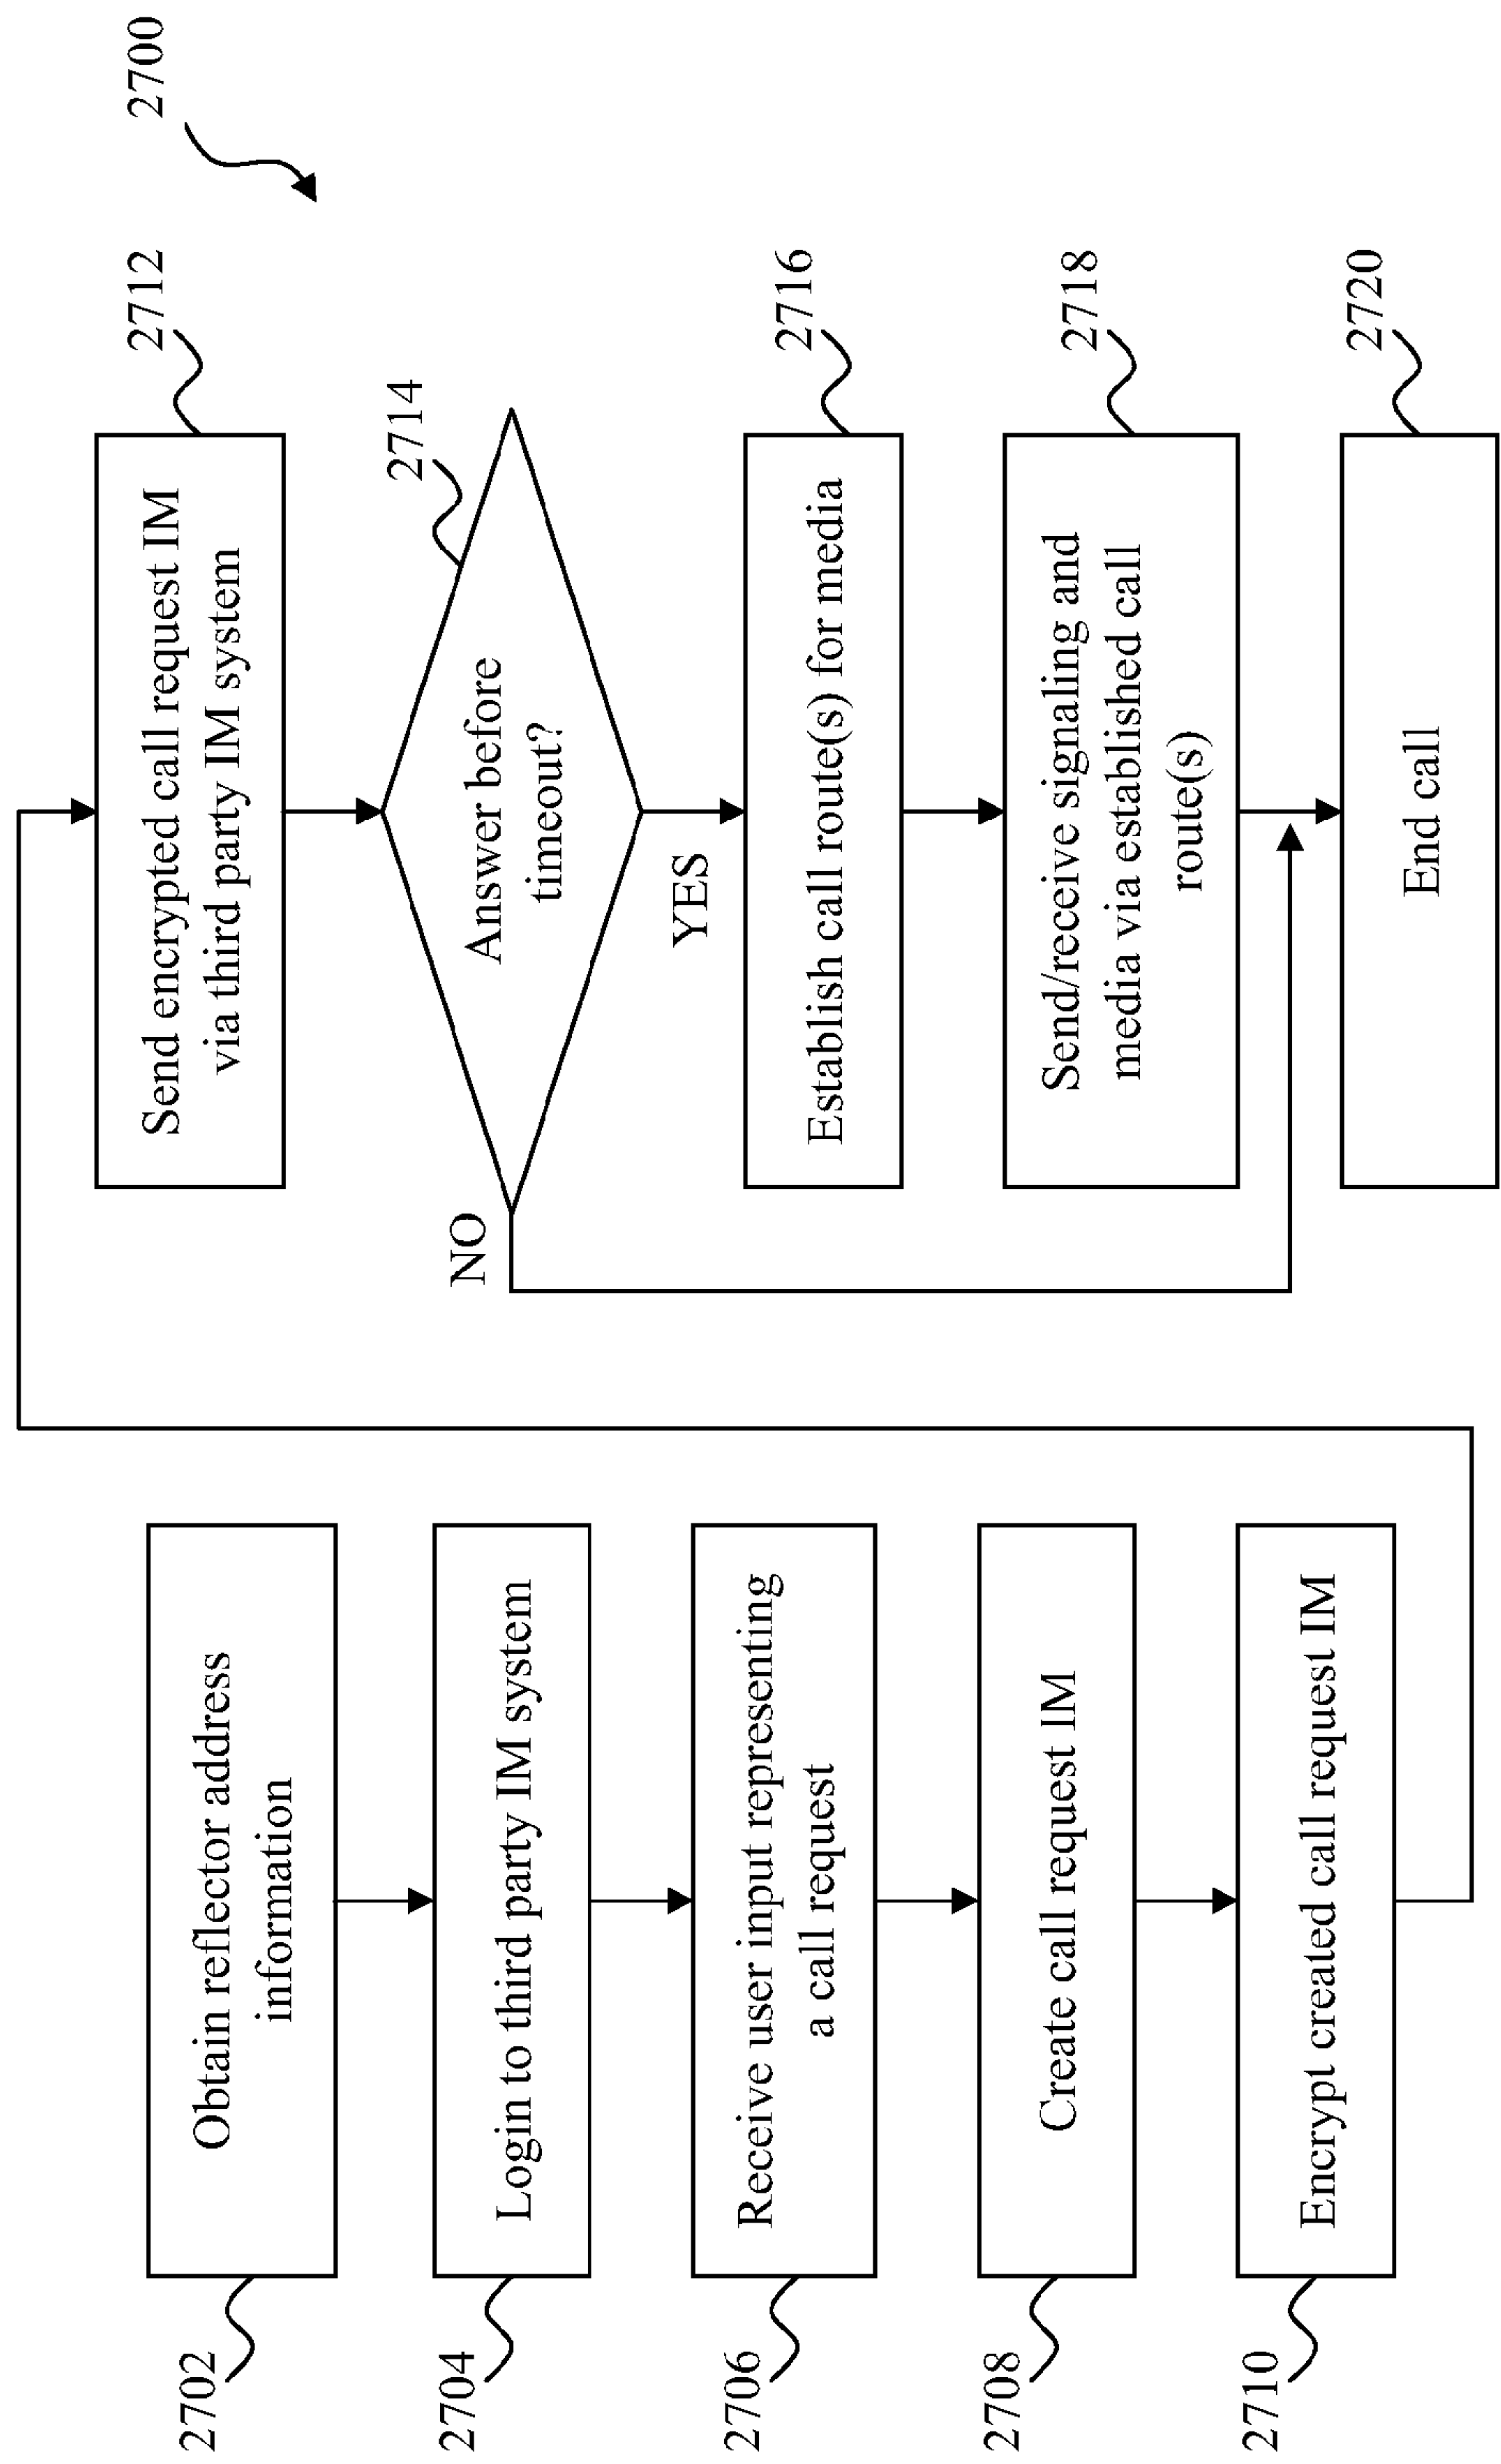 2700
2702
Obtain reflector address
information
2704
Login to third party IM system
2706
Receive user input representing
a call request
2708
Create call request IM
2710
Encrypt created call request IM
2712
Send encrypted call request IM
via third party IM system
2714
Answer before
timeout?
NO
YES
2716
Establish call route(s) for media
2718
Send/receive signaling and
media via established call
route(s)
2720
End call